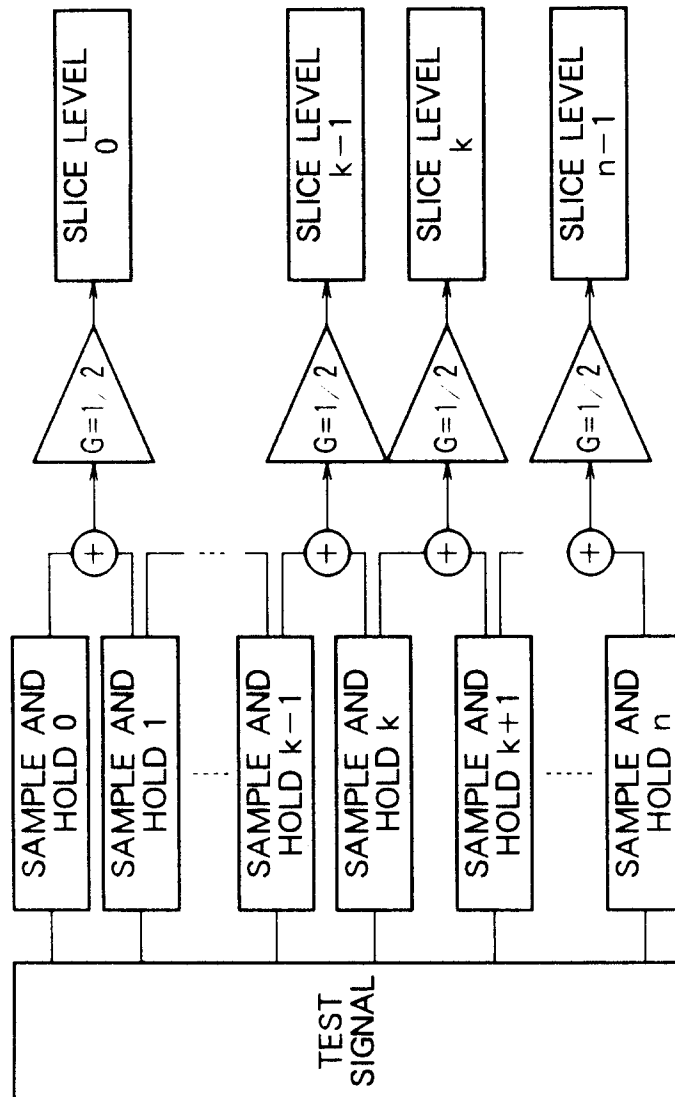 TEST
SIGNAL
SAMPLE AND
HOLD 0
SAMPLE AND
HOLD 1
SAMPLE AND
HOLD k-1
SAMPLE AND
HOLD k
SAMPLE AND
HOLD k+1
SAMPLE AND
HOLD n
+
+
+
+
G=1/2
G=1/2
G=1/2
G=1/2
SLICE LEVEL
0
SLICE LEVEL
k-1
SLICE LEVEL
k
SLICE LEVEL
n-1